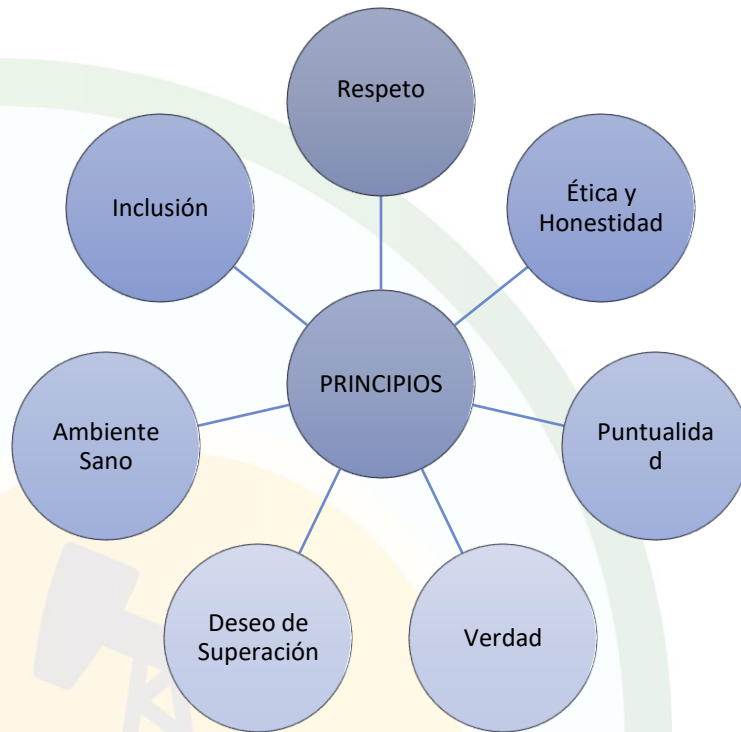 Respeto
Ética y
Honestidad
Inclusión
PRINCIPIOS
Ambiente
Sano
Puntualida
d
Deseo de
Superación
Verdad